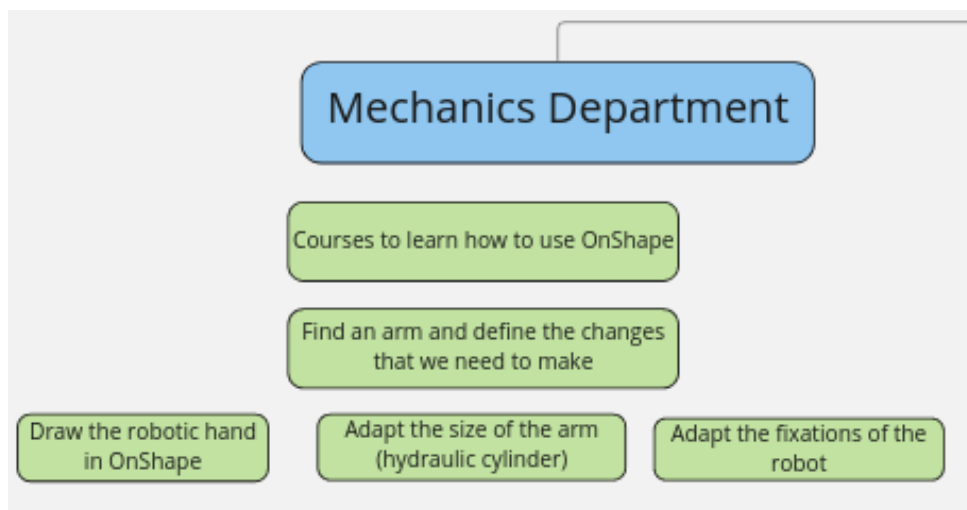 Mechanics Department
Courses to learn how to use OnShape
Find an arm and define the changes
that we need to make
Draw the robotic hand
in OnShape
Adapt the size of the arm
(hydraulic cylinder)
Adapt the fixations of the
robot